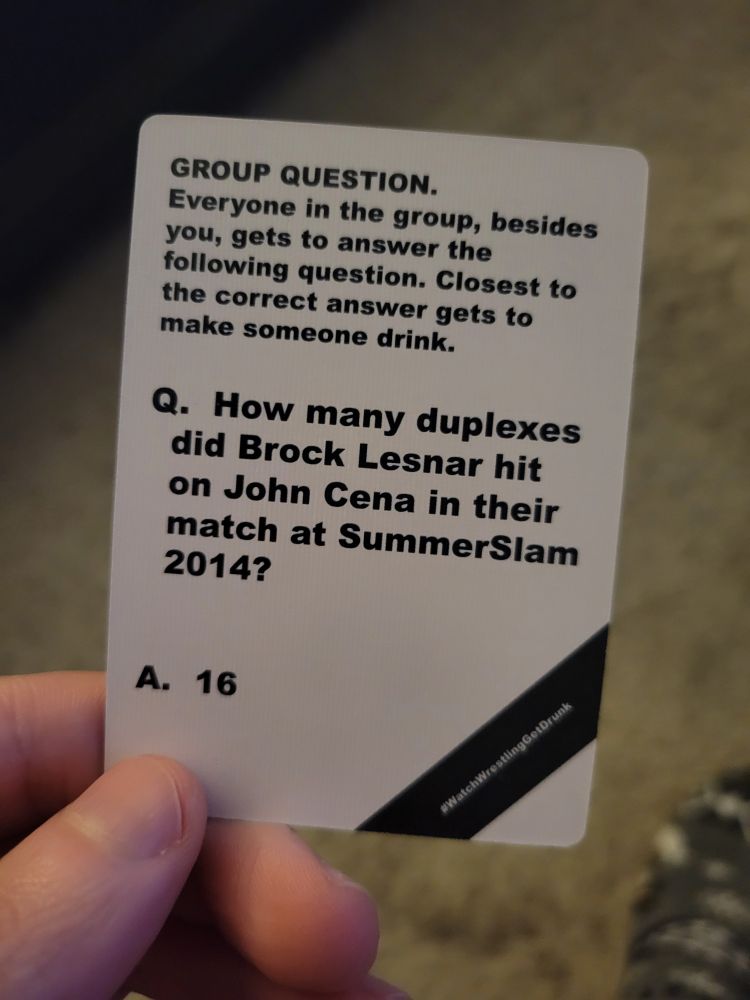 GROUP QUESTION.
Everyone in the group, besides
you, gets to answer the
following question. Closest to
the correct answer gets to
make someone drink.
Q. How many duplexes
did Brock Lesnar hit
on John Cena in their
match at SummerSlam
2014?
A. 16
#WatchWrestlingGetDrunk